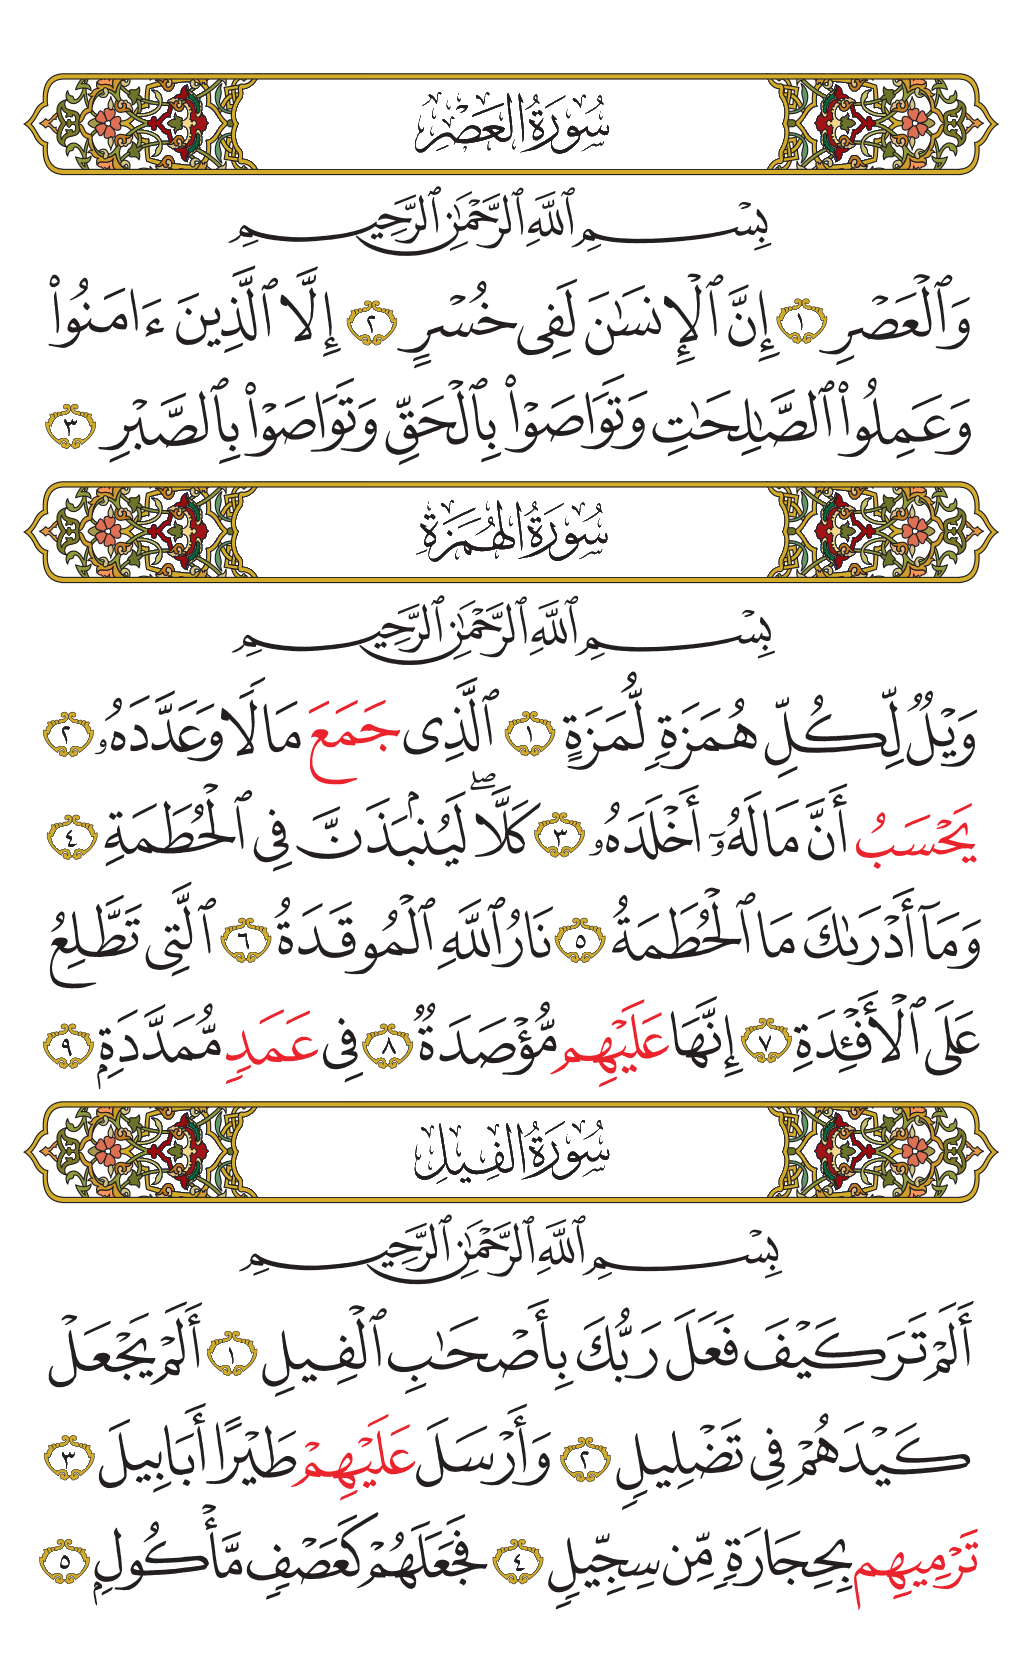 سُورَةُ العَصْرِ
بِسْمِ ٱللَّهِ ٱلرَّحْمَٰنِ ٱلرَّحِيمِ
وَٱلْعَصْرِ ١ إِنَّ ٱلْإِنسَٰنَ لَفِى خُسْرٍ ٢ إِلَّا ٱلَّذِينَ ءَامَنُوا۟
وَعَمِلُوا۟ ٱلصَّٰلِحَٰتِ وَتَوَاصَوْا۟ بِٱلْحَقِّ وَتَوَاصَوْا۟ بِٱلصَّبْرِ ٣
سُورَةُ الهُمَزَةِ
بِسْمِ ٱللَّهِ ٱلرَّحْمَٰنِ ٱلرَّحِيمِ
وَيْلٌ لِّكُلِّ هُمَزَةٍ لُّمَزَةٍ ١ ٱلَّذِى جَمَعَ مَالًا وَعَدَّدَهُۥ ٢
يَحْسَبُ أَنَّ مَالَهُۥٓ أَخْلَدَهُۥ ٣ كَلَّا ۖ لَيُنۢبَذَنَّ فِى ٱلْحُطَمَةِ ٤
وَمَآ أَدْرَىٰكَ مَا ٱلْحُطَمَةُ ٥ نَارُ ٱللَّهِ ٱلْمُوقَدَةُ ٦ ٱلَّتِى تَطَّلِعُ
عَلَى ٱلْأَفْـِٔدَةِ ٧ إِنَّهَا عَلَيْهِم مُّؤْصَدَةٌ ٨ فِى عَمَدٍ مُّمَدَّدَةٍۭ ٩
سُورَةُ الفِيلِ
بِسْمِ ٱللَّهِ ٱلرَّحْمَٰنِ ٱلرَّحِيمِ
أَلَمْ تَرَ كَيْفَ فَعَلَ رَبُّكَ بِأَصْحَٰبِ ٱلْفِيلِ ١ أَلَمْ يَجْعَلْ
كَيْدَهُمْ فِى تَضْلِيلٍ ٢ وَأَرْسَلَ عَلَيْهِمْ طَيْرًا أَبَابِيلَ ٣
تَرْمِيهِم بِحِجَارَةٍ مِّن سِجِّيلٍ ٤ فَجَعَلَهُمْ كَعَصْفٍ مَّأْكُولٍۭ ٥